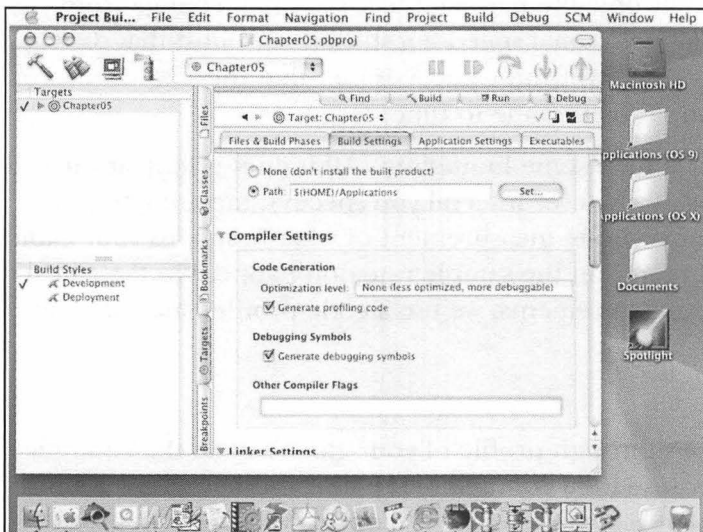 Project Bui... File Edit Format Navigation Find Project Build Debug SCM Window Help
Chapter05.pbproj
Chapter05
Macintosh HD
Targets
Chapter05
Files
Find Build Run Debug
Target: Chapter05
Files & Build Phases Build Settings Application Settings Executables
pplications (OS 9)
None (don't install the built product)
Path: $(HOME)/Applications Set...
Classes
pplications (OS X)
Compiler Settings
Bookmarks
Code Generation
Build Styles
Development
Deployment
Optimization level: None (less optimized, more debuggable)
Documents
Generate profiling code
Targets
Debugging Symbols
Generate debugging symbols
Spotlight
Other Compiler Flags
Breakpoints
Linker Settings